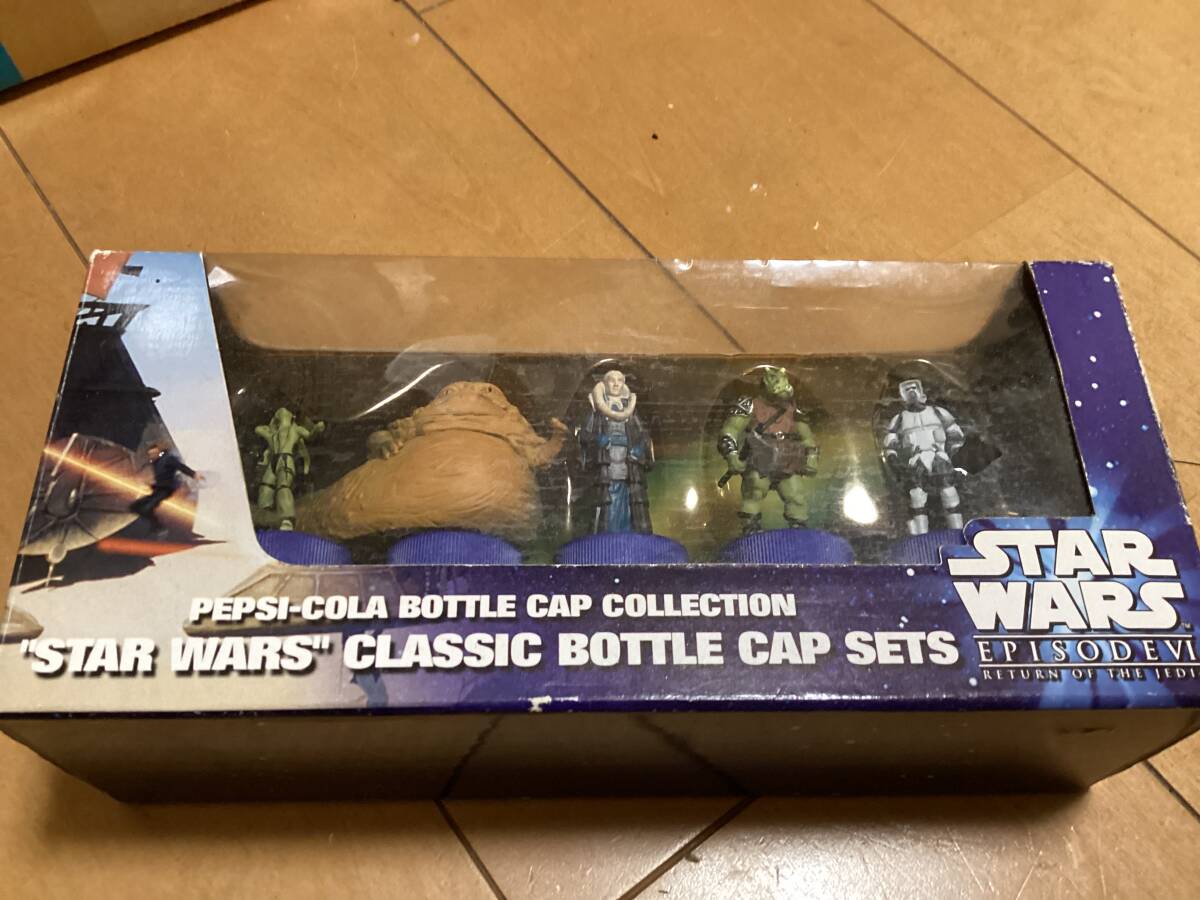 PEPSI-COLA BOTTLE CAP COLLECTION
"STAR WARS" CLASSIC BOTTLE CAP SETS
STAR
WARS
EPISODE VI
RETURN OF THE JEDI